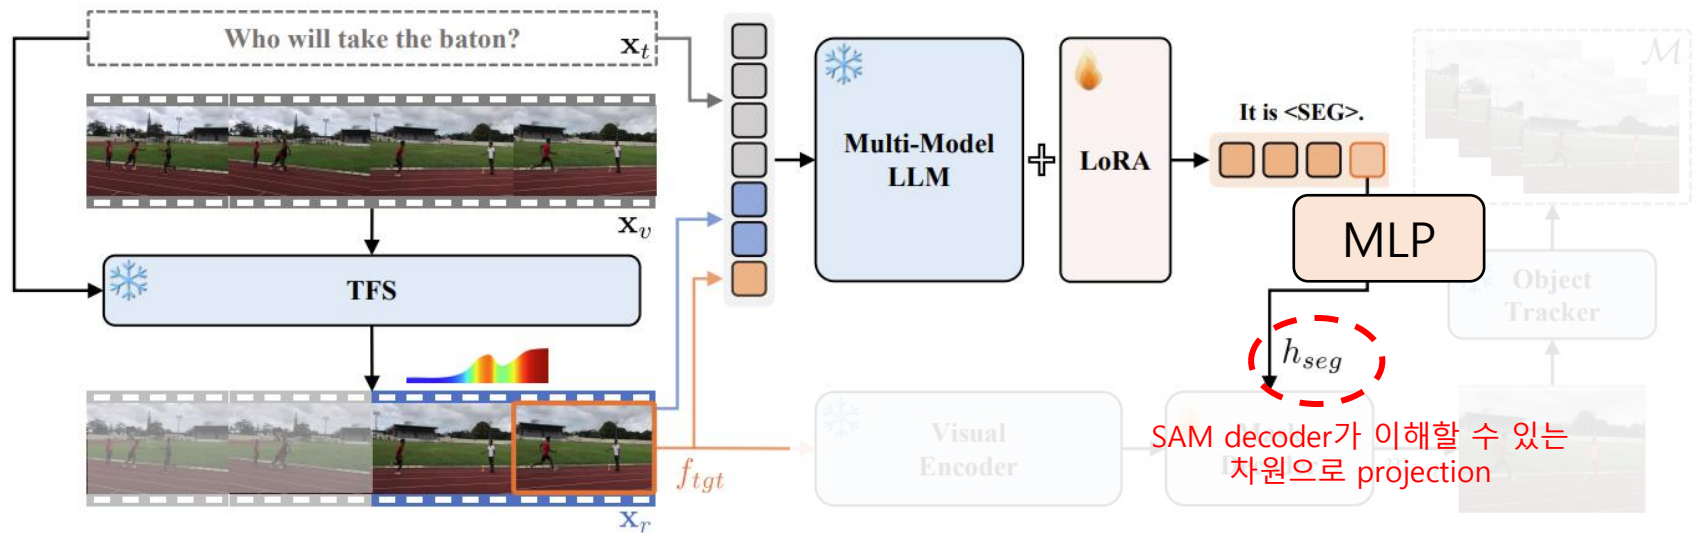 Who will take the baton?
x_t
x_v
TFS
x_r
f_tgt
Multi-Model
LLM
LoRA
It is <SEG>.
MLP
h_seg
SAM decoder가 이해할 수 있는
차원으로 projection
Visual
Encoder
Object
Tracker
M